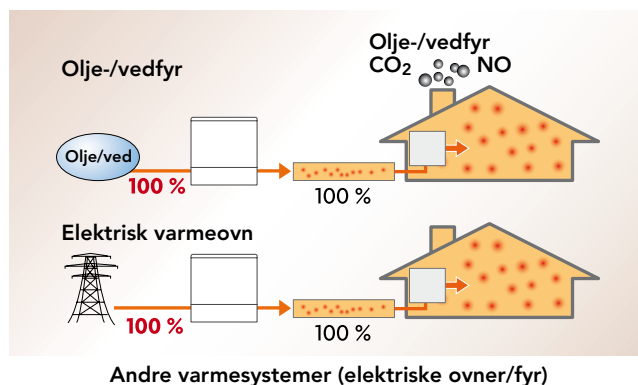 Olje-/vedfyr
Olje-/vedfyr
CO₂ NO
Olje/ved
100 %
100 %
Elektrisk varmeovn
100 %
100 %
Andre varmesystemer (elektriske ovner/fyr)